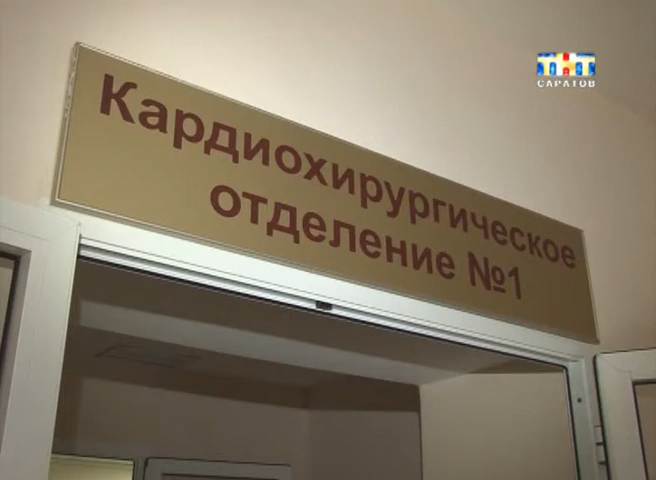 ТНТ
САРАТОВ
Кардиохирургическое
отделение №1